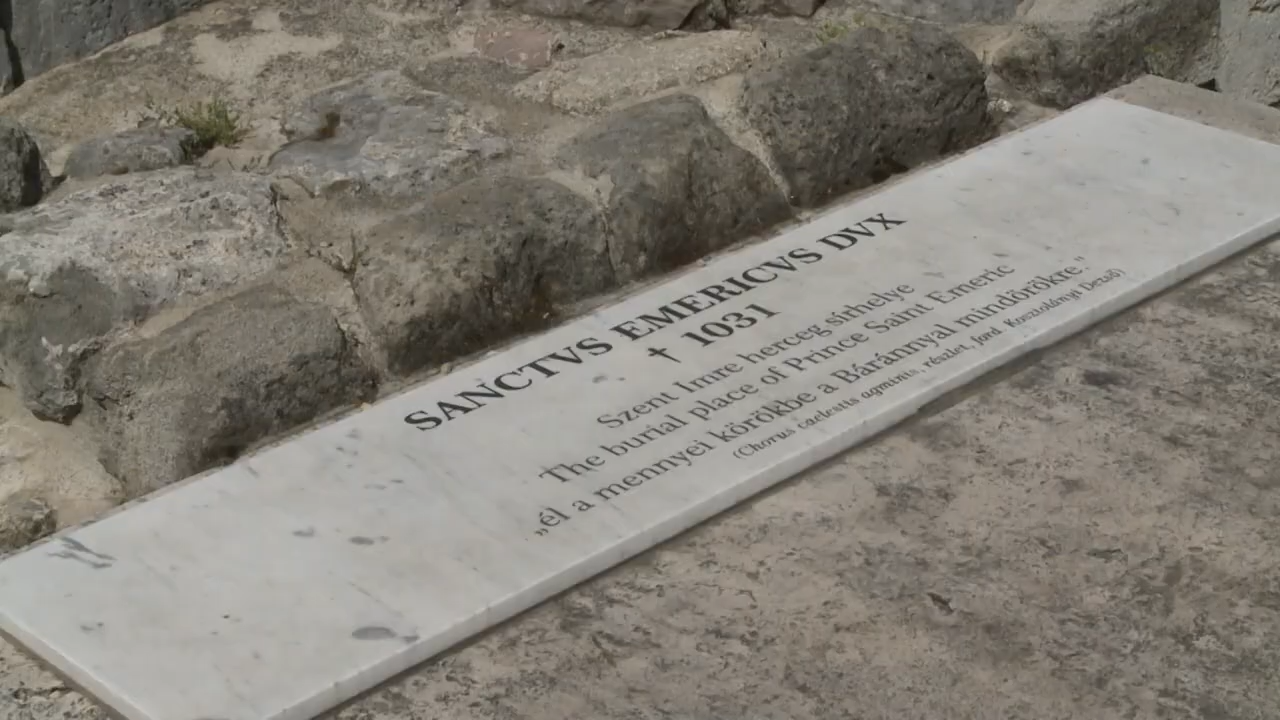 SANCTVS EMERICVS DVX
† 1031
Szent Imre herceg sírhelye
The burial place of Prince Saint Emeric
„él a mennyei körökbe a Báránnyal mindörökre."
(Chorus caelestis agminis, részlet, ford. Kosztolányi Dezső)